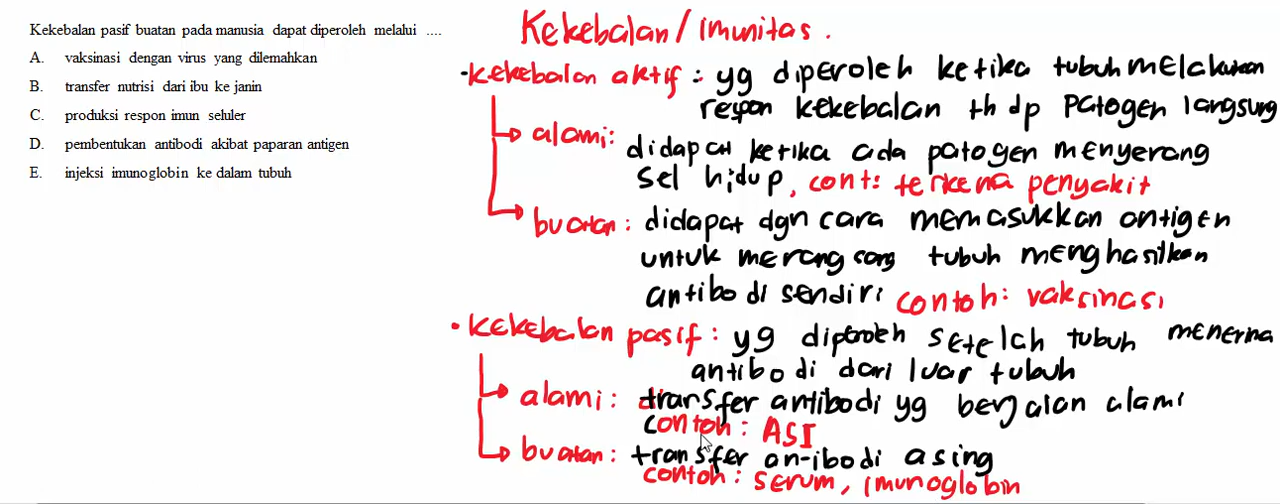 Kekebalan pasif buatan pada manusia dapat diperoleh melalui ....
A. vaksinasi dengan virus yang dilemahkan
B. transfer nutrisi dari ibu ke janin
C. produksi respon imun seluler
D. pembentukan antibodi akibat paparan antigen
E. injeksi imunoglobin ke dalam tubuh
Kekebalan/imunitas.
• kekebalan aktif : yg diperoleh ketika tubuh melakukan
respon kekebalan thdp patogen langsung
alami: didapat ketika ada patogen menyerang
sel hidup, cont: terkena penyakit
buatan : didapat dgn cara memasukkan antigen
untuk merangsang tubuh menghasilkan
antibodi sendiri contoh: vaksinasi
• kekebalan pasif : yg diperoleh setelah tubuh menerima
antibodi dari luar tubuh
alami : transfer antibodi yg berjalan alami
contoh : ASI
buatan : transfer antibodi asing
contoh : serum, imunoglobin